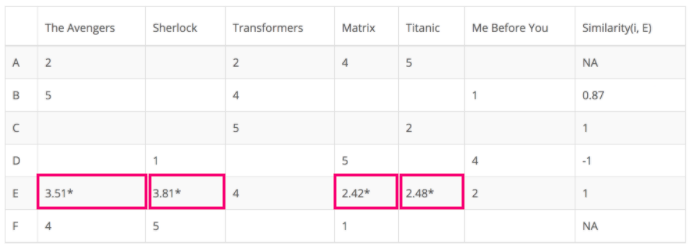 The Avengers Sherlock Transformers Matrix Titanic Me Before You Similarity(i, E)
A 2 2 4 5 NA
B 5 4 1 0.87
C 5 2 1
D 1 5 4 -1
E 3.51* 3.81* 4 2.42* 2.48* 2 1
F 4 5 1 NA